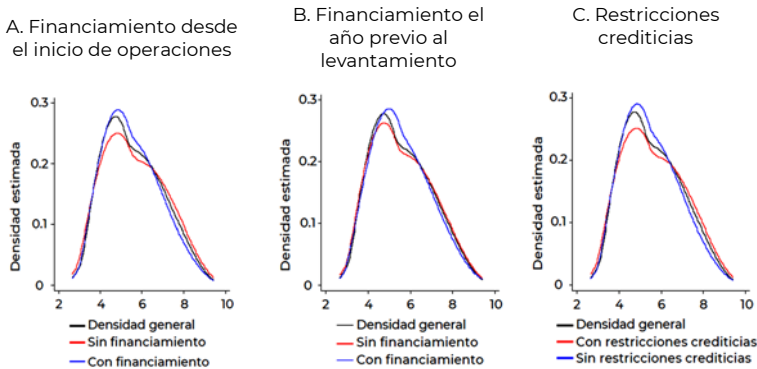 A. Financiamiento desde
el inicio de operaciones
Densidad estimada
0.3
0.2
0.1
0
2 4 6 8 10
Densidad general
Sin financiamiento
Con financiamiento
B. Financiamiento el
año previo al
levantamiento
Densidad estimada
0.3
0.2
0.1
0
2 4 6 8 10
Densidad general
Sin financiamiento
Con financiamiento
C. Restricciones
crediticias
Densidad estimada
0.3
0.2
0.1
0
2 4 6 8 10
Densidad general
Con restricciones crediticias
Sin restricciones crediticias